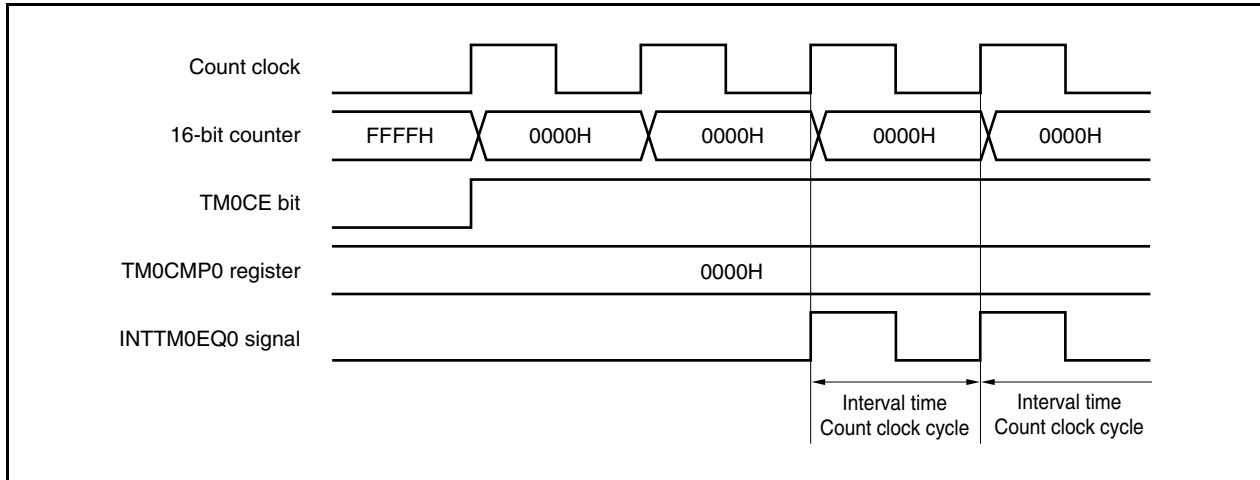 Count clock
16-bit counter FFFFH 0000H 0000H 0000H 0000H
TM0CE bit
TM0CMP0 register 0000H
INTTM0EQ0 signal
Interval time Interval time
Count clock cycle Count clock cycle